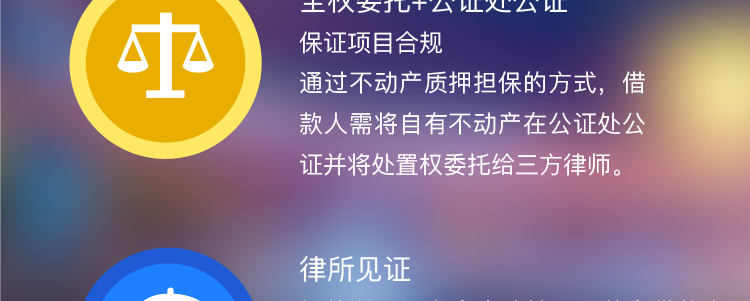 全权委托+公证处公证
保证项目合规
通过不动产质押担保的方式，借
款人需将自有不动产在公证处公
证并将处置权委托给三方律师。
律所见证